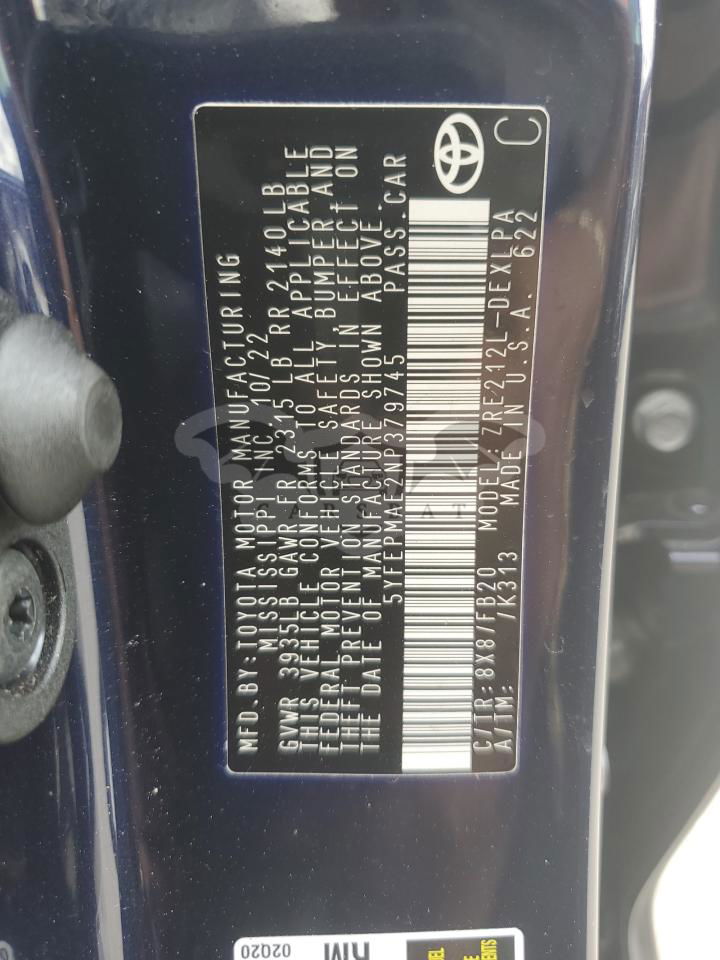 MFD. BY: TOYOTA MOTOR MANUFACTURING
MISSISSIPPI INC 10/22
GVWR 3935LB GAWR FR 2315 LB RR 2140LB
THIS VEHICLE CONFORMS TO ALL APPLICABLE
FEDERAL MOTOR VEHICLE SAFETY, BUMPER AND
THEFT PREVENTION STANDARDS IN EFFECT ON
THE DATE OF MANUFACTURE SHOWN ABOVE.
5YFEPMAE2NP379745 PASS. CAR
C/TR: 8X8/FB20 MODEL: ZRE212L-DEXLPA
A/TM: /K313 MADE IN U.S.A. 622
C
02Q20